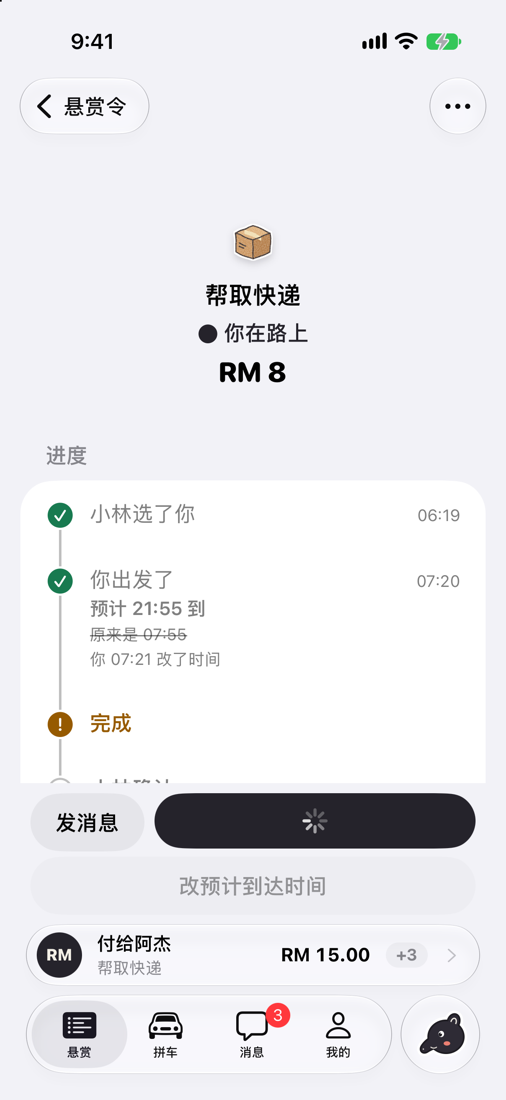 9:41
悬赏令
帮取快递
你在路上
RM 8
进度
小林选了你 06:19
你出发了 07:20
预计 21:55 到
原来是 07:55
你 07:21 改了时间
完成
发消息
改预计到达时间
RM 付给阿杰 RM 15.00 +3
帮取快递
3
悬赏 拼车 消息 我的